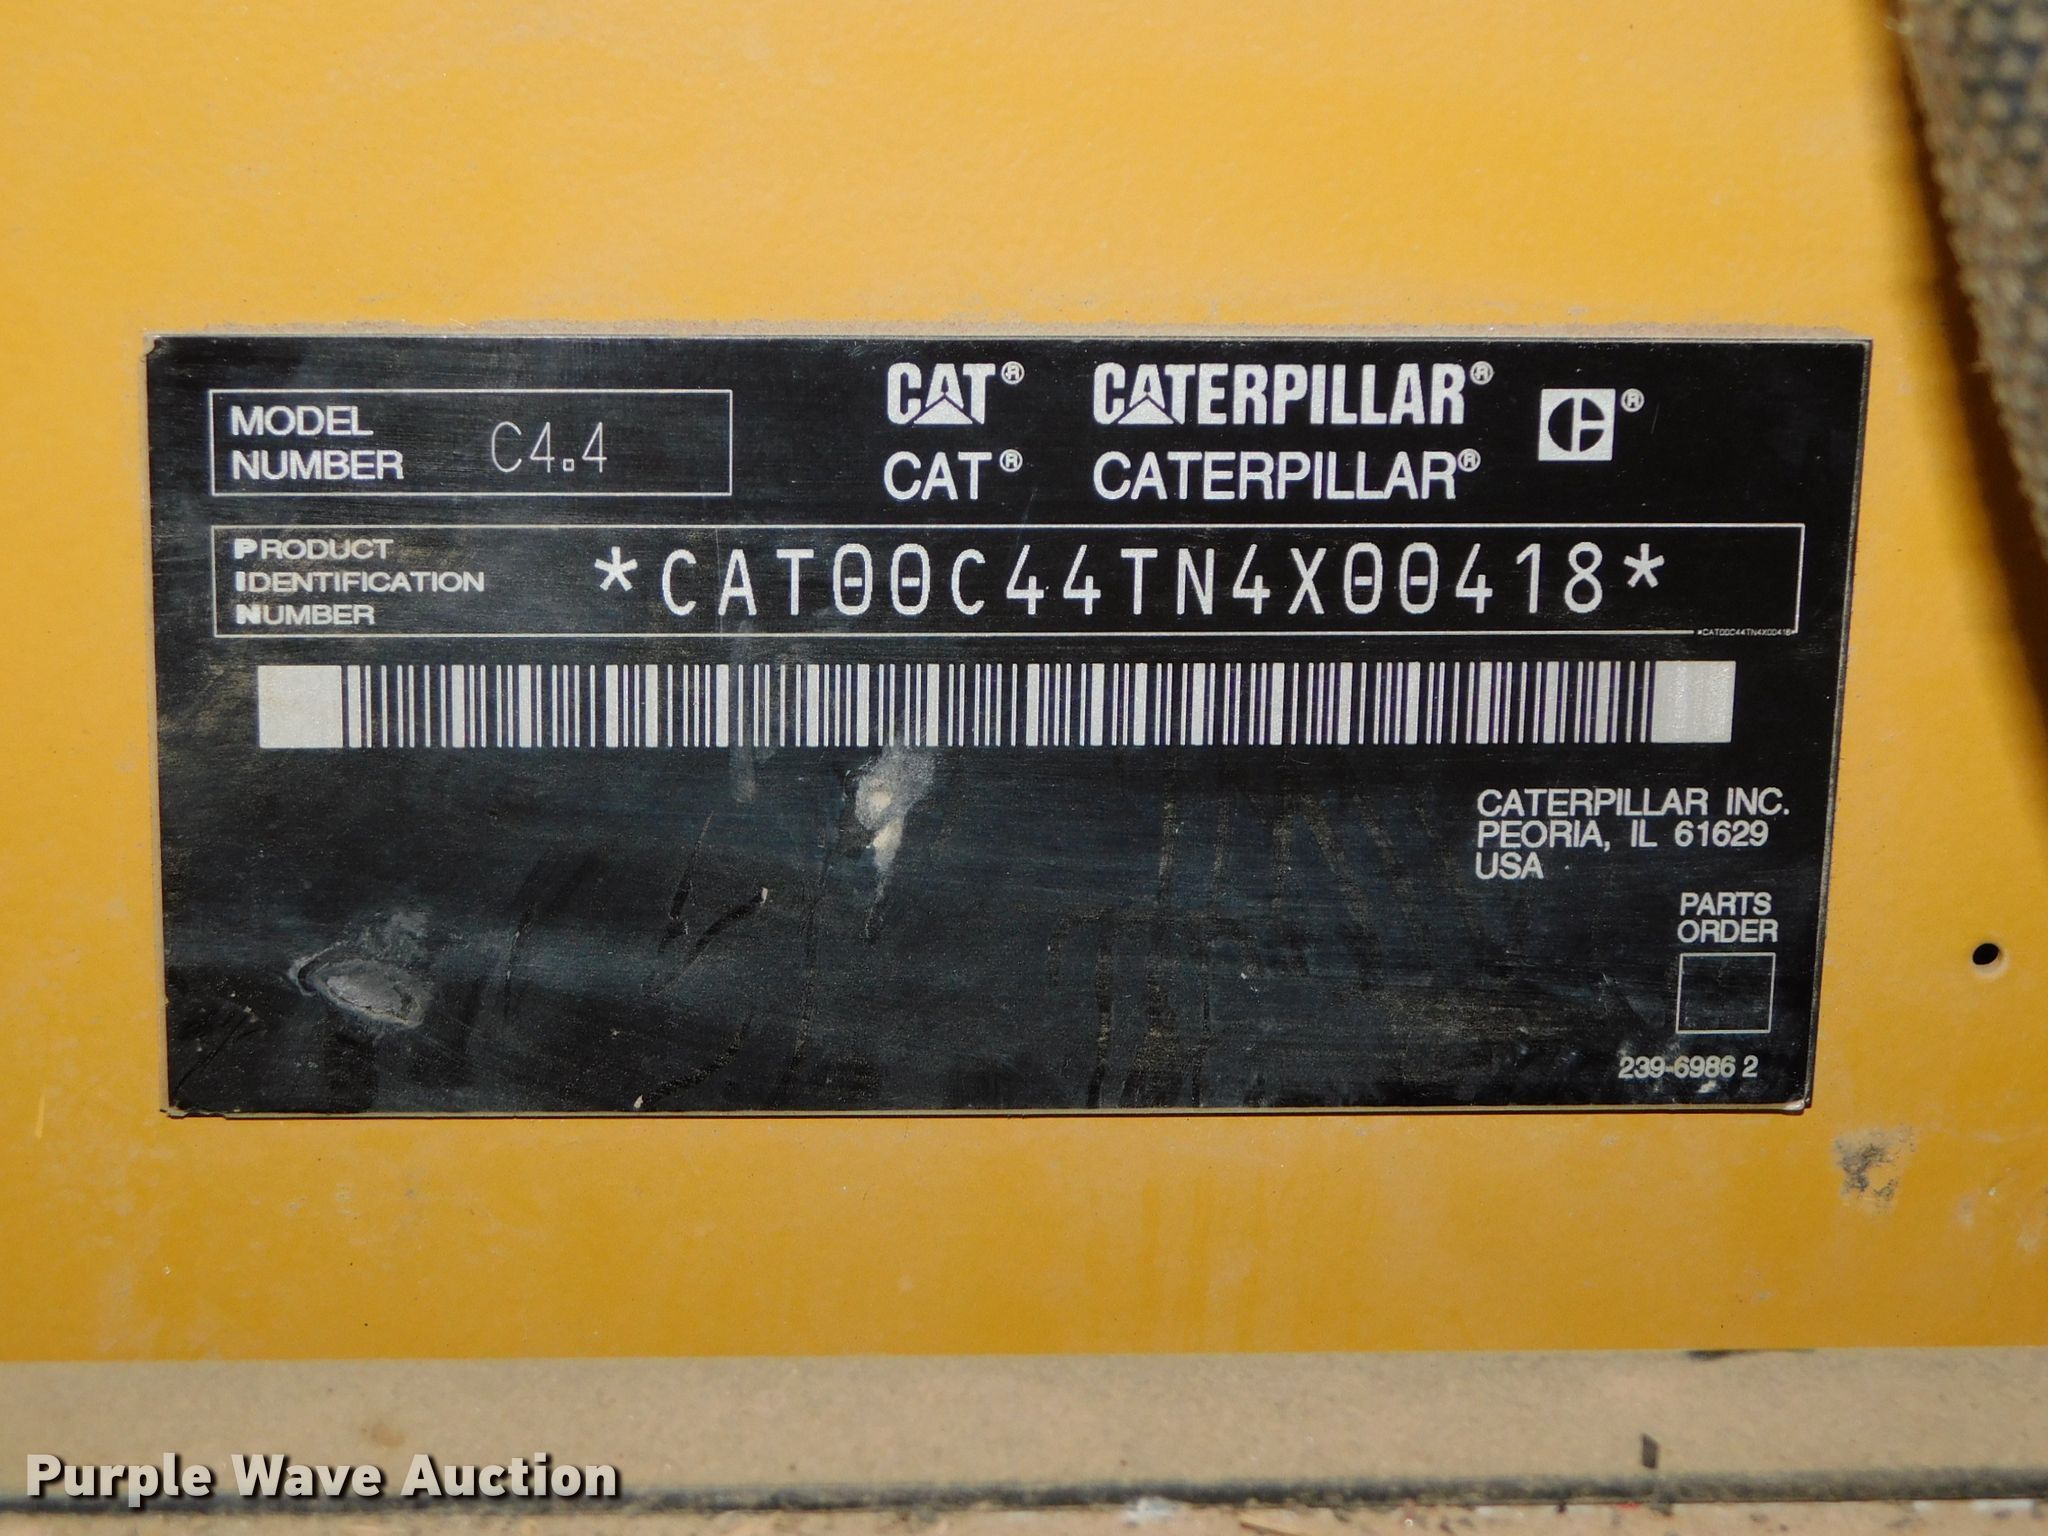 MODEL NUMBER C4.4
CAT® CATERPILLAR® ®
CAT® CATERPILLAR®
PRODUCT IDENTIFICATION NUMBER *CAT00C44TN4X00418*
*CAT00C44TN4X00418*
CATERPILLAR INC.
PEORIA, IL 61629
USA
PARTS
ORDER
239-6986 2
Purple Wave Auction